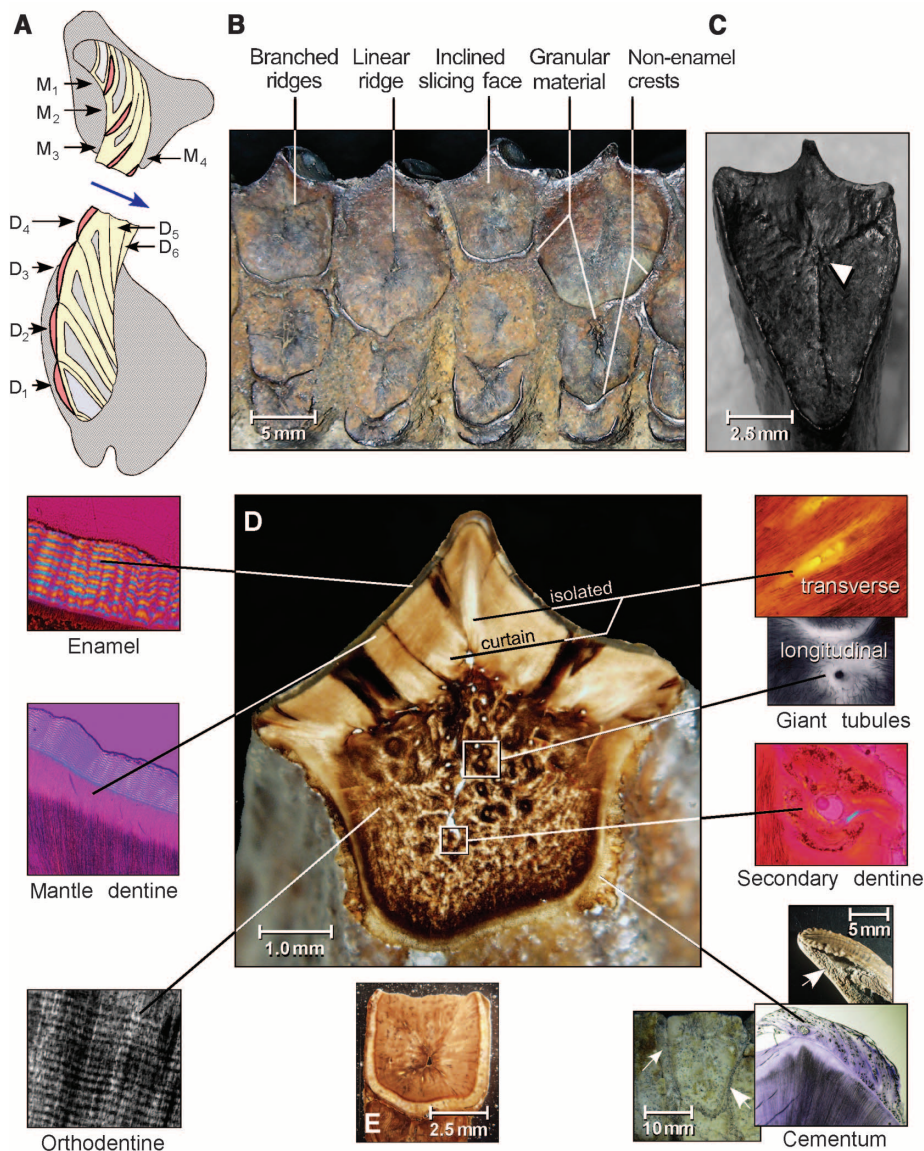 A
M1
M2
M3
M4
D4
D5
D6
D3
D2
D1
B
Branched ridges
Linear ridge
Inclined slicing face
Granular material
Non-enamel crests
5 mm
C
2.5 mm
Enamel
Mantle dentine
Orthodentine
D
isolated
curtain
1.0 mm
transverse
longitudinal
Giant tubules
Secondary dentine
5 mm
10 mm
Cementum
E
2.5 mm